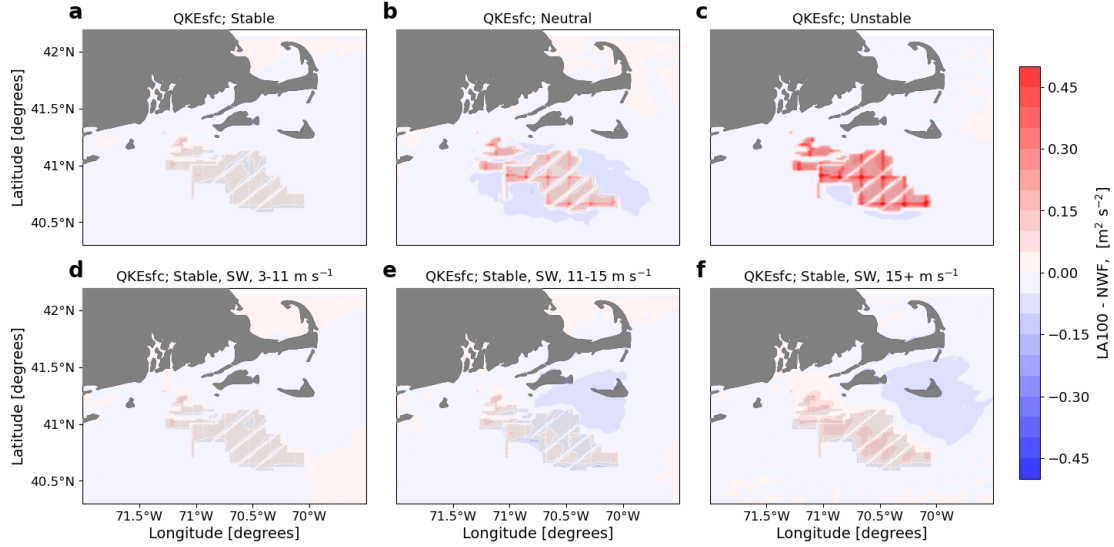 a QKEsfc; Stable
b QKEsfc; Neutral
c QKEsfc; Unstable
Latitude [degrees]
42°N
41.5°N
41°N
40.5°N
d QKEsfc; Stable, SW, 3-11 m s⁻¹
e QKEsfc; Stable, SW, 11-15 m s⁻¹
f QKEsfc; Stable, SW, 15+ m s⁻¹
Latitude [degrees]
42°N
41.5°N
41°N
40.5°N
71.5°W 71°W 70.5°W 70°W
71.5°W 71°W 70.5°W 70°W
71.5°W 71°W 70.5°W 70°W
Longitude [degrees]
Longitude [degrees]
Longitude [degrees]
0.45
0.30
0.15
0.00
−0.15
−0.30
−0.45
LA100 - NWF, [m² s⁻²]